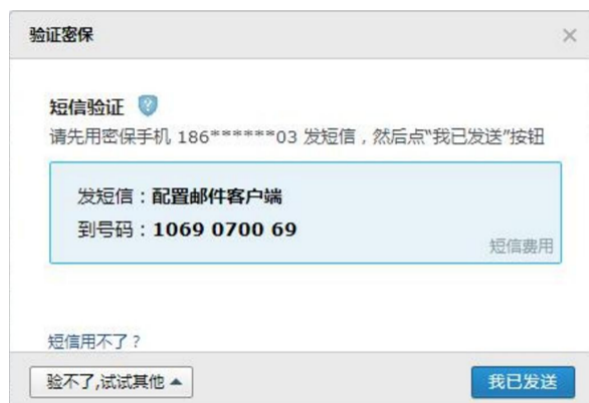 验证密保
短信验证
请先用密保手机 186******03 发短信，然后点“我已发送”按钮
发短信：配置邮件客户端
到号码：1069 0700 69
短信费用
短信用不了？
验不了,试试其他
我已发送